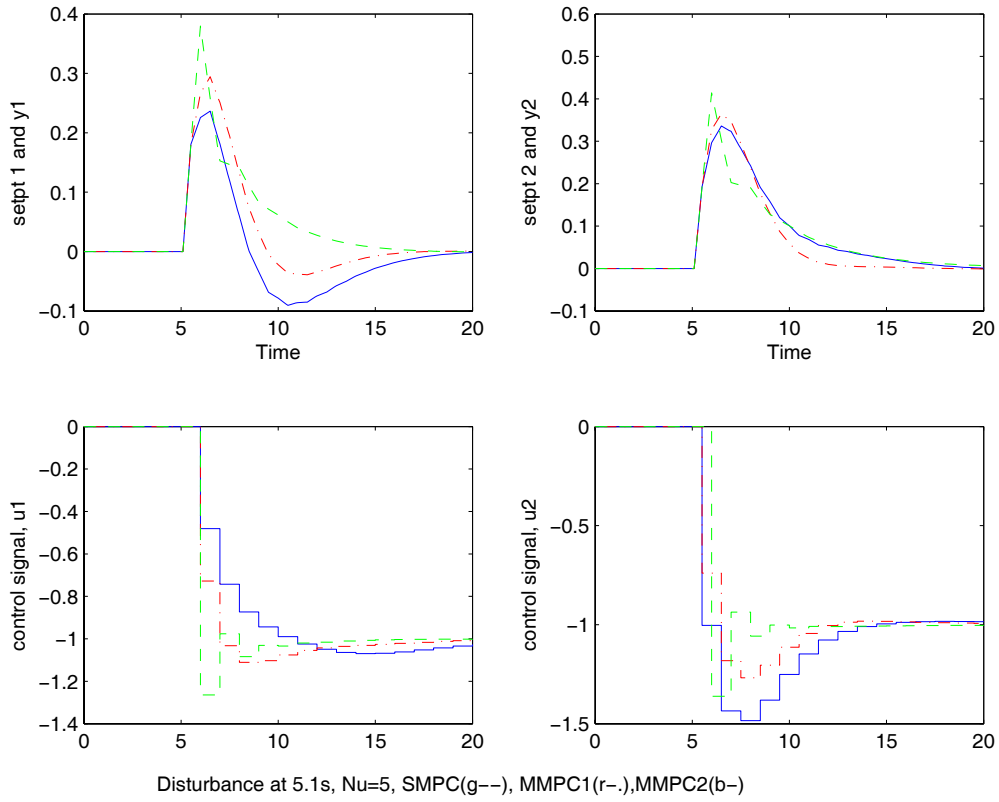 0.4
0.3
0.2
0.1
0
−0.1
setpt 1 and y1
0 5 10 15 20
Time
0.6
0.5
0.4
0.3
0.2
0.1
0
−0.1
setpt 2 and y2
0 5 10 15 20
Time
0
−0.2
−0.4
−0.6
−0.8
−1
−1.2
−1.4
control signal, u1
0 5 10 15 20
0
−0.5
−1
−1.5
control signal, u2
0 5 10 15 20
Disturbance at 5.1s, Nu=5, SMPC(g−−), MMPC1(r−.),MMPC2(b−)